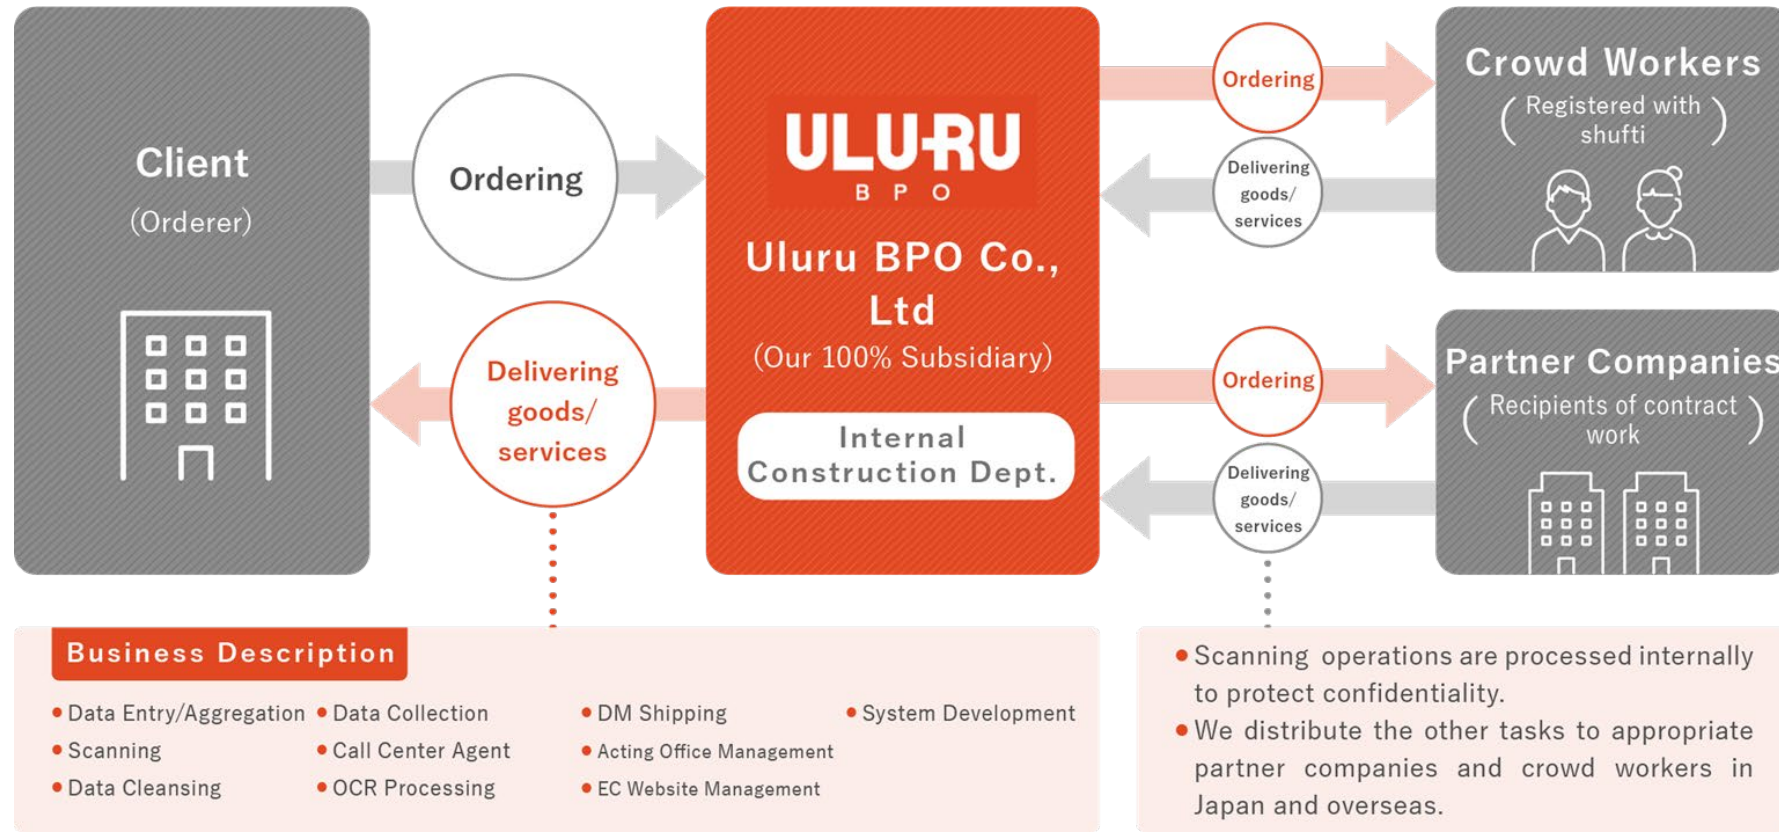 Client
(Orderer)
Ordering
Delivering
goods/
services
ULURU
BPO
Uluru BPO Co.,
Ltd
(Our 100% Subsidiary)
Internal
Construction Dept.
Ordering
Delivering
goods/
services
Crowd Workers
(Registered with
shufti)
Ordering
Delivering
goods/
services
Partner Companies
(Recipients of contract
work)
Business Description
• Data Entry/Aggregation
• Scanning
• Data Cleansing
• Data Collection
• Call Center Agent
• OCR Processing
• DM Shipping
• Acting Office Management
• EC Website Management
• System Development
• Scanning operations are processed internally
to protect confidentiality.
• We distribute the other tasks to appropriate
partner companies and crowd workers in
Japan and overseas.